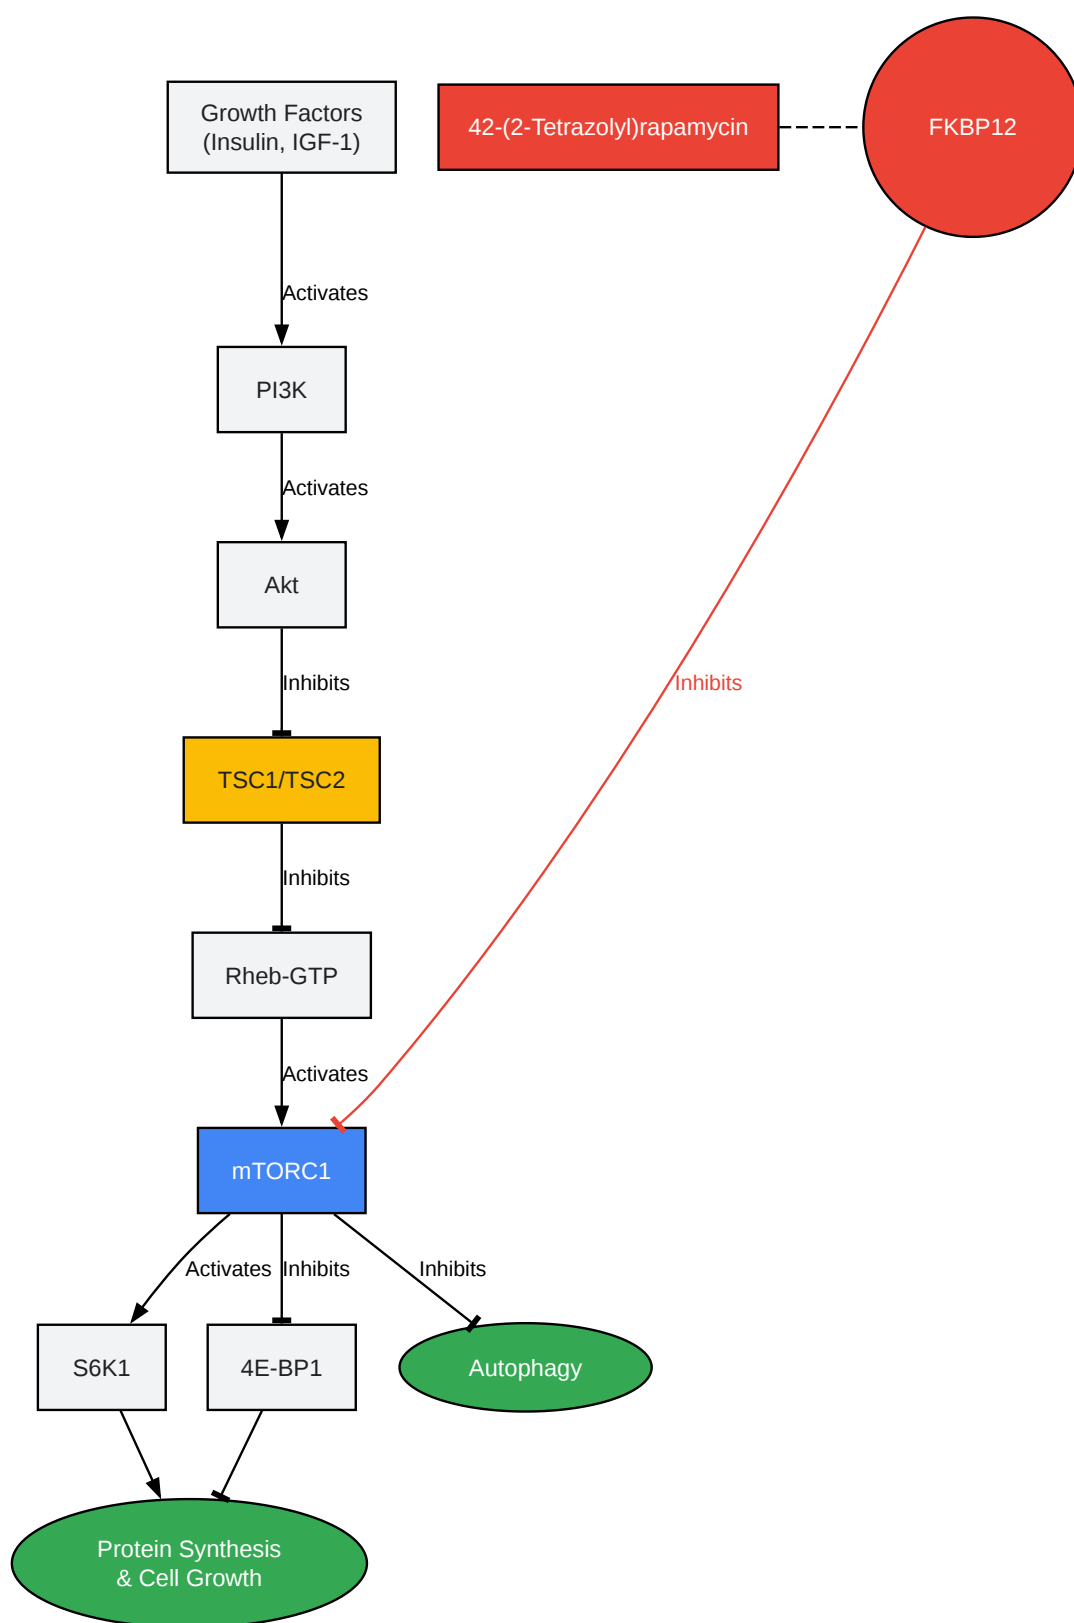 Growth Factors
(Insulin, IGF-1)
42-(2-Tetrazolyl)rapamycin
FKBP12
Activates
PI3K
Activates
Akt
Inhibits
Inhibits
TSC1/TSC2
Inhibits
Rheb-GTP
Activates
mTORC1
Activates
Inhibits
Inhibits
S6K1
4E-BP1
Autophagy
Protein Synthesis
& Cell Growth